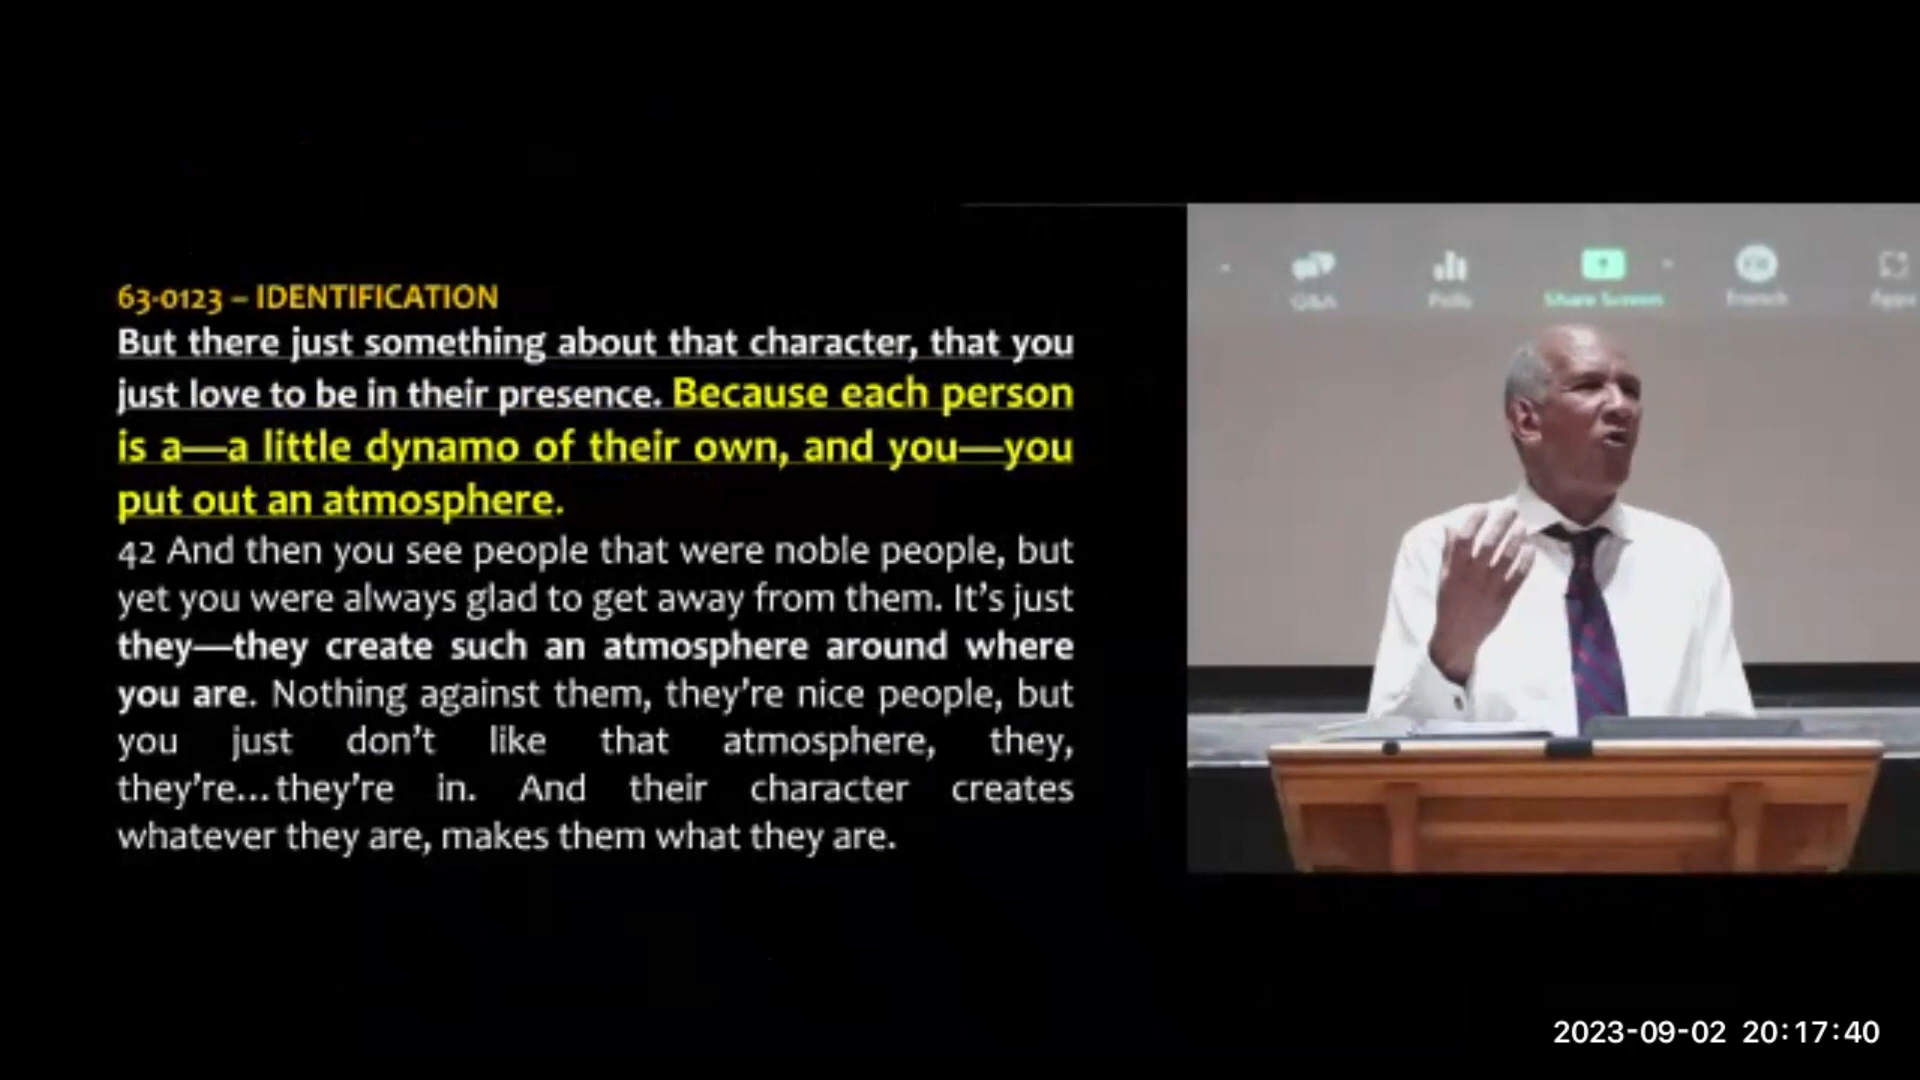 63-0123 – IDENTIFICATION
But there just something about that character, that you
just love to be in their presence. Because each person
is a—a little dynamo of their own, and you—you
put out an atmosphere.
42 And then you see people that were noble people, but
yet you were always glad to get away from them. It’s just
they—they create such an atmosphere around where
you are. Nothing against them, they’re nice people, but
you just don’t like that atmosphere, they,
they’re…they’re in. And their character creates
whatever they are, makes them what they are.
Q&A Polls Share Screen French Apps
2023-09-02 20:17:40